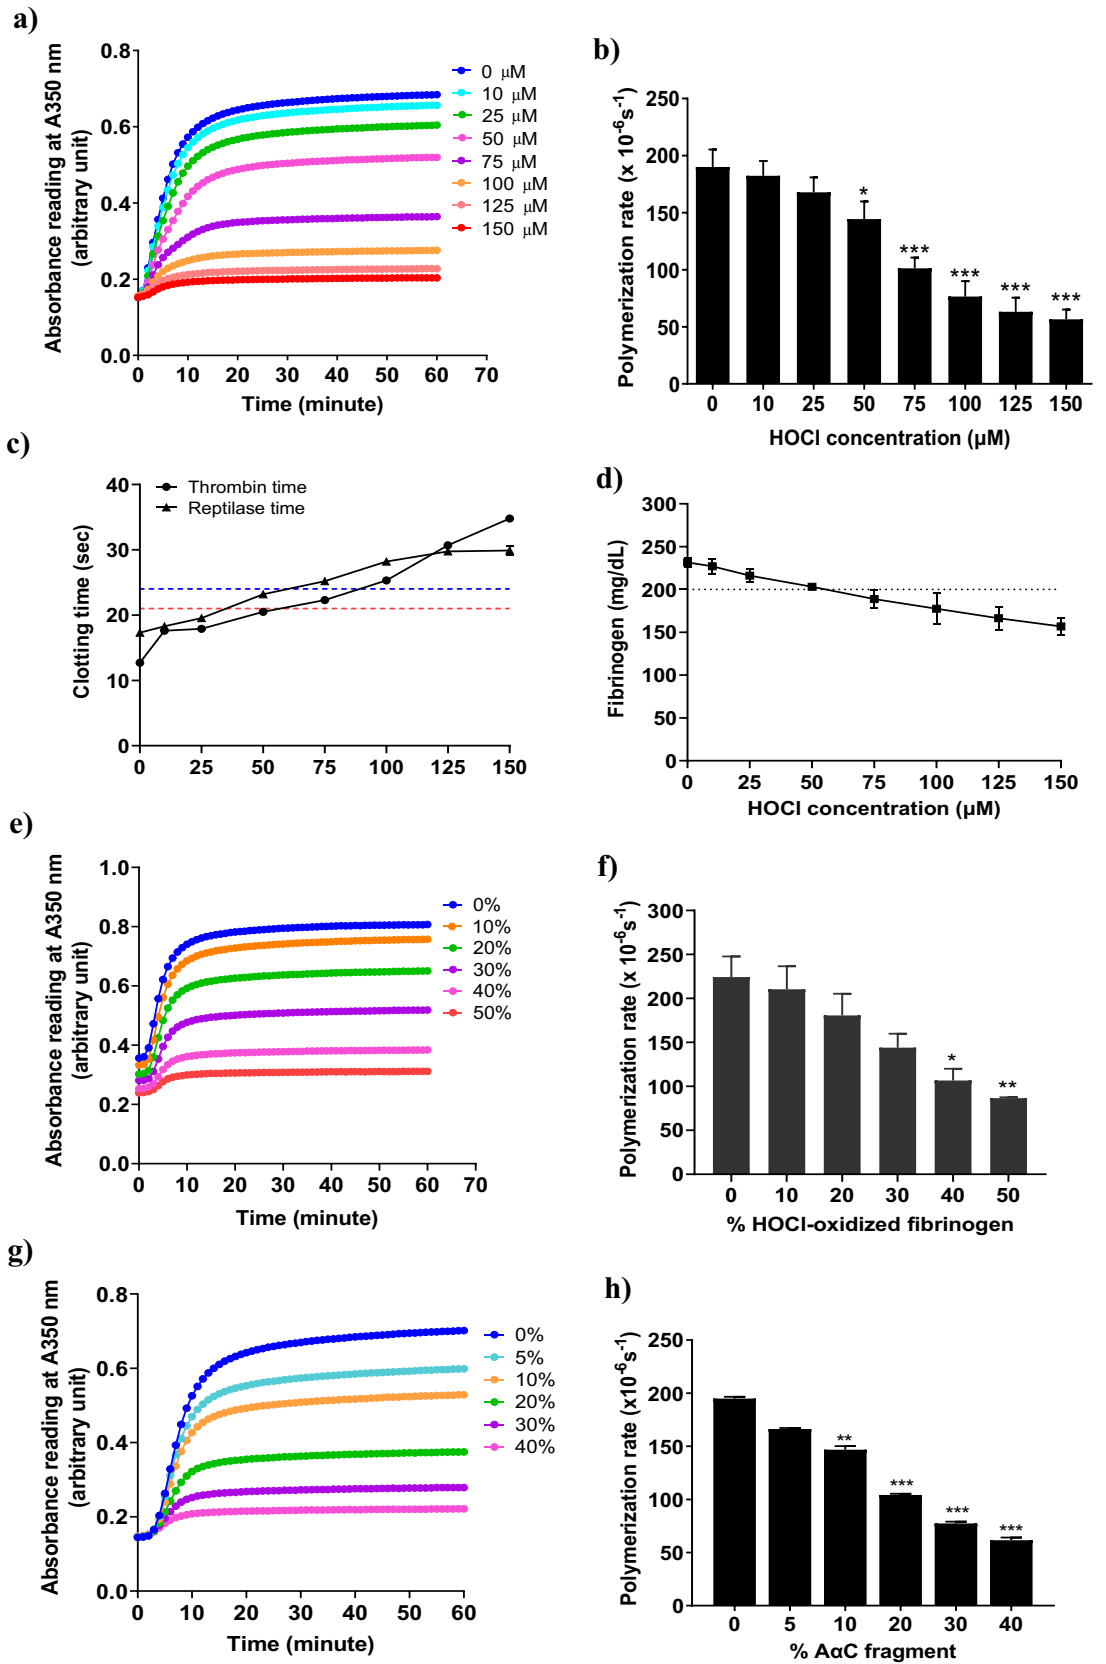 a)
Absorbance reading at A350 nm
(arbitrary unit)
0.8
0.6
0.4
0.2
0.0
0 10 20 30 40 50 60 70
Time (minute)
0 μM
10 μM
25 μM
50 μM
75 μM
100 μM
125 μM
150 μM
b)
Polymerization rate (x 10⁻⁶s⁻¹)
250
200
150
100
50
0
*
***
***
***
***
0 10 25 50 75 100 125 150
HOCl concentration (μM)
c)
Clotting time (sec)
40
30
20
10
0
Thrombin time
Reptilase time
0 25 50 75 100 125 150
d)
Fibrinogen (mg/dL)
300
250
200
150
100
50
0
0 25 50 75 100 125 150
HOCl concentration (μM)
e)
Absorbance reading at A350 nm
(arbitrary unit)
1.0
0.8
0.6
0.4
0.2
0.0
0 10 20 30 40 50 60 70
Time (minute)
0%
10%
20%
30%
40%
50%
f)
Polymerization rate (x 10⁻⁶s⁻¹)
300
250
200
150
100
50
0
*
**
0 10 20 30 40 50
% HOCl-oxidized fibrinogen
g)
Absorbance reading at A350 nm
(arbitrary unit)
0.8
0.6
0.4
0.2
0.0
0 10 20 30 40 50 60
Time (minute)
0%
5%
10%
20%
30%
40%
h)
Polymerization rate (x10⁻⁶s⁻¹)
250
200
150
100
50
0
**
***
***
***
0 5 10 20 30 40
% AαC fragment